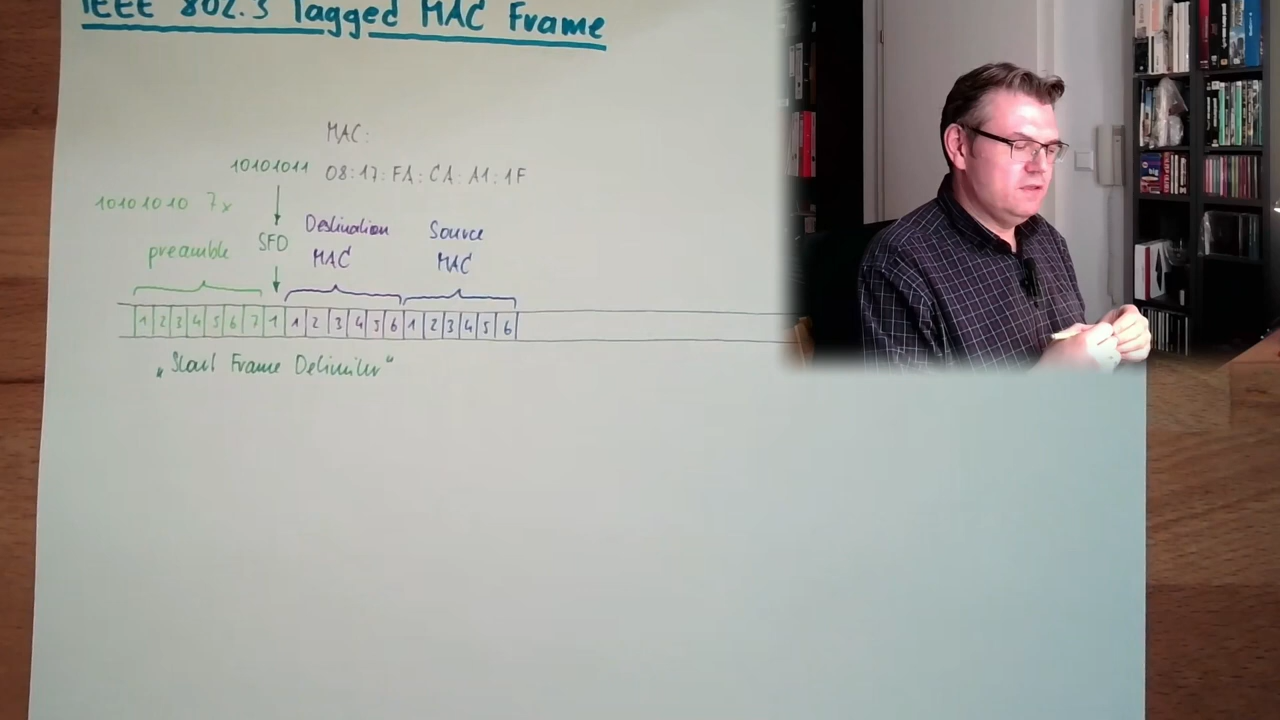 IEEE 802.3 Tagged MAC Frame
MAC:
10101011 08:17:FA:CA:A1:1F
10101010 7x
preamble SFD Destination MAC Source MAC
1 2 3 4 5 6 7 1 1 2 3 4 5 6 1 2 3 4 5 6
„Start Frame Delimiter"